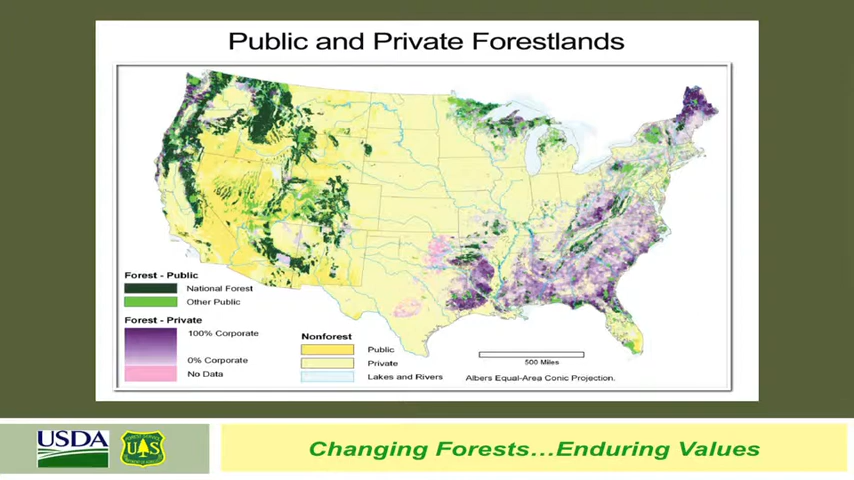 Public and Private Forestlands
Forest - Public
National Forest
Other Public
Forest - Private
100% Corporate
0% Corporate
No Data
Nonforest
Public
Private
Lakes and Rivers
500 Miles
Albers Equal-Area Conic Projection.
USDA
UAS
Changing Forests…Enduring Values